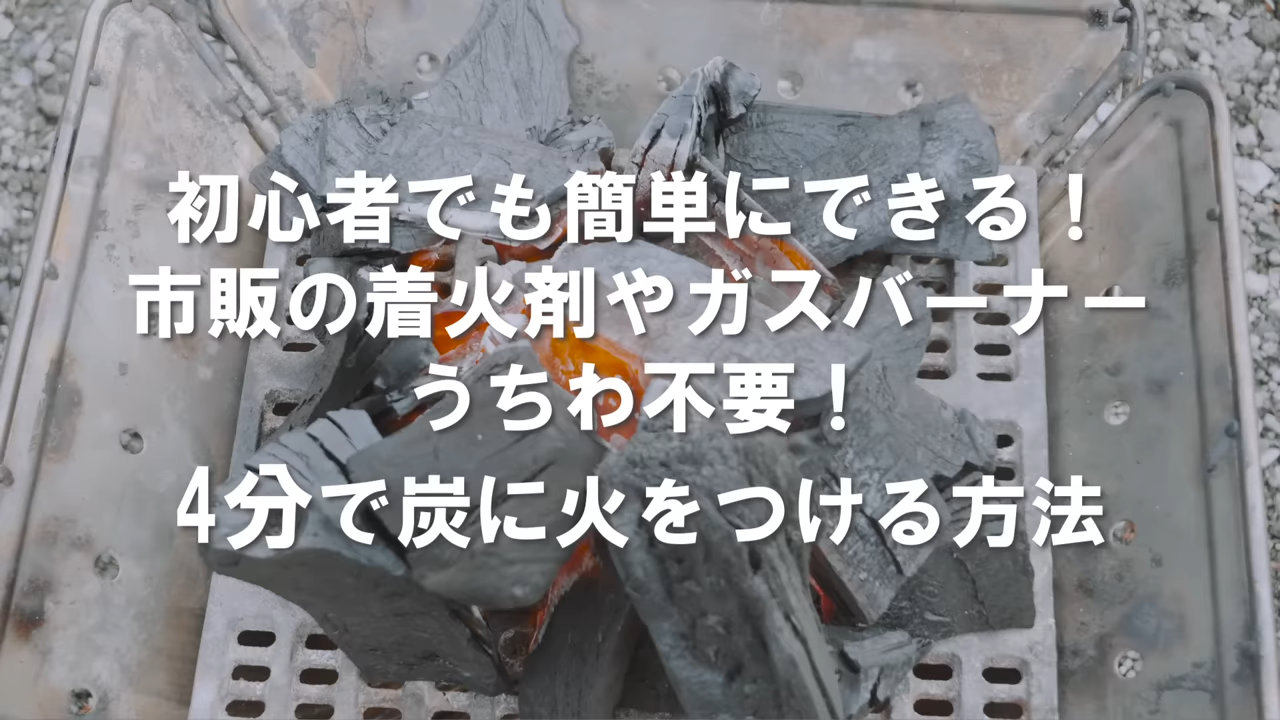 初心者でも簡単にできる！
市販の着火剤やガスバーナー
うちわ不要！
4分で炭に火をつける方法